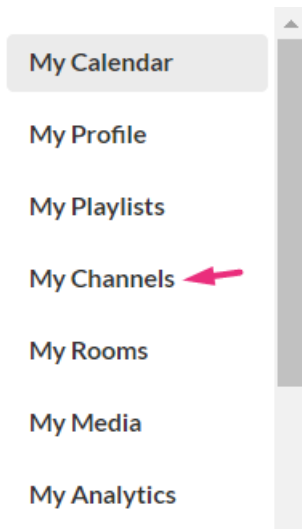 My Calendar
My Profile
My Playlists
My Channels
My Rooms
My Media
My Analytics